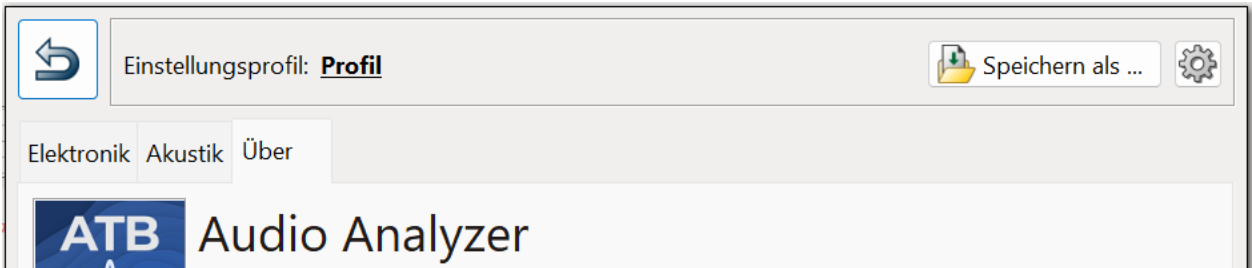 Einstellungsprofil: Profil
Speichern als ...
Elektronik Akustik Über
ATB
Audio Analyzer